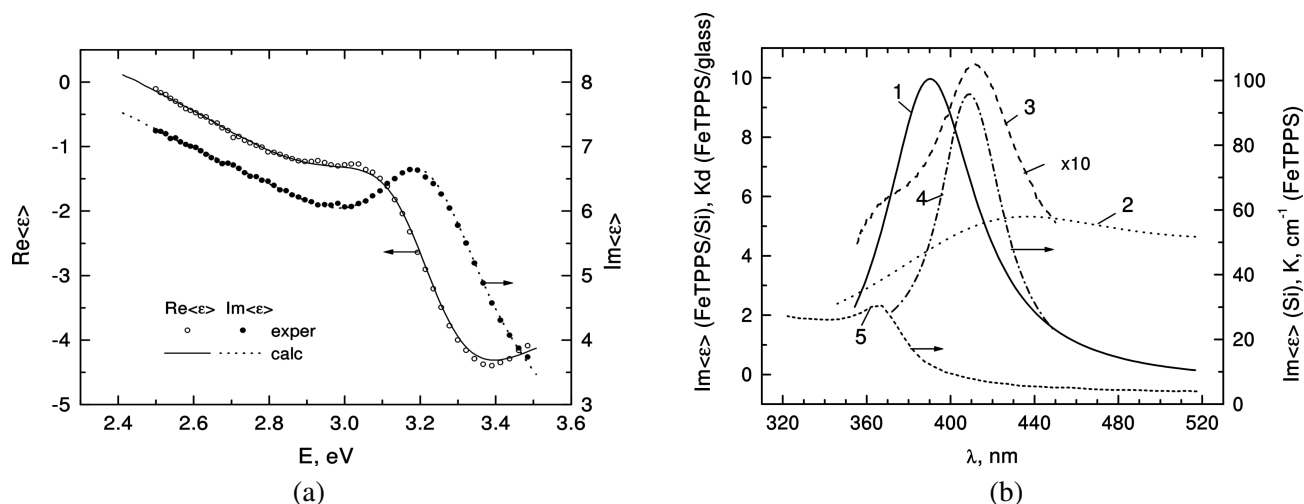 0
-1
-2
-3
-4
-5
Re<ε>
8
7
6
5
4
3
Im<ε>
2.4 2.6 2.8 3.0 3.2 3.4 3.6
E, eV
Re<ε> Im<ε>
exper
calc
(a)
Im<ε> (FeTPPS/Si), Kd (FeTPPS/glass)
10
8
6
4
2
0
1
3
x10
4
2
5
100
80
60
40
20
0
Im<ε> (Si), K, cm⁻¹ (FeTPPS)
320 360 400 440 480 520
λ, nm
(b)